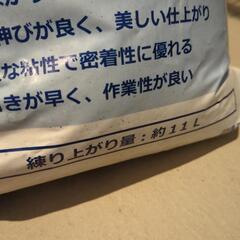 伸びが良く、美しい仕上がり
な粘性で密着性に優れる
きが早く、作業性が良い
練り上がり量：約11L